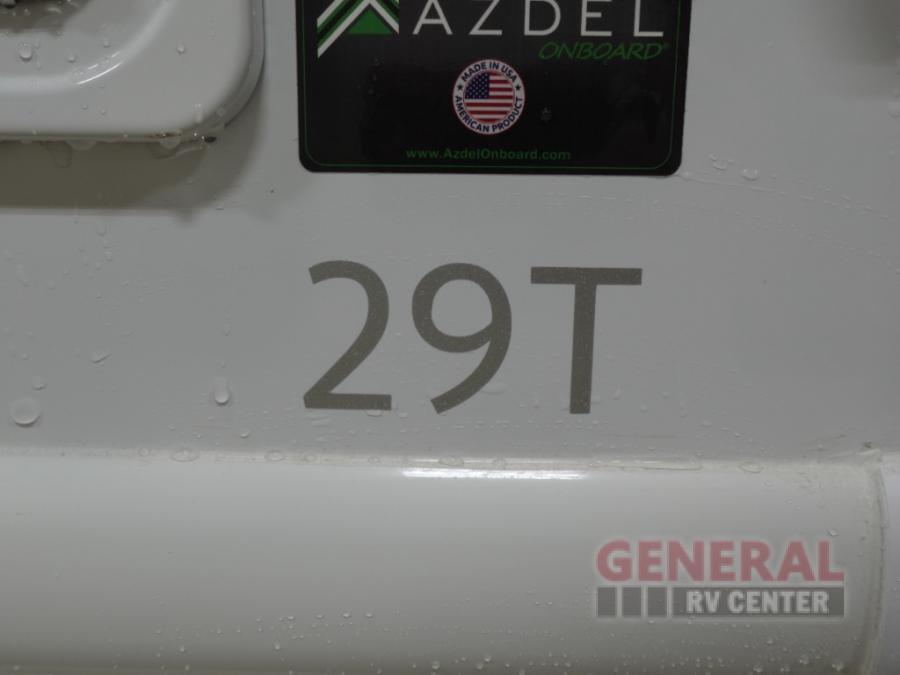 AZDEL
ONBOARD®
MADE IN USA
AMERICAN PRODUCT
www.AzdelOnboard.com
29T
GENERAL
RV CENTER